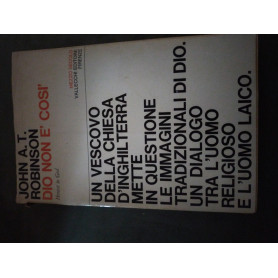 VALLECCHI EDITORE
FIRENZE
JOHN A. T.
ROBINSON
DIO NON E' COSI'
UN VESCOVO
DELLA CHIESA
D'INGHILTERRA
METTE
IN QUESTIONE
LE IMMAGINI
TRADIZIONALI DI DIO.
UN DIALOGO
TRA L'UOMO
RELIGIOSO
E L'UOMO LAICO.